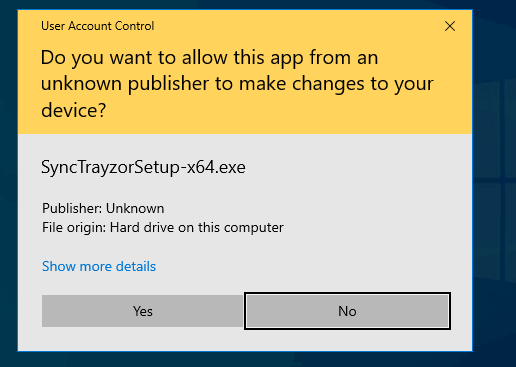 User Account Control
Do you want to allow this app from an
unknown publisher to make changes to your
device?
SyncTrayzorSetup-x64.exe
Publisher: Unknown
File origin: Hard drive on this computer
Show more details
Yes
No